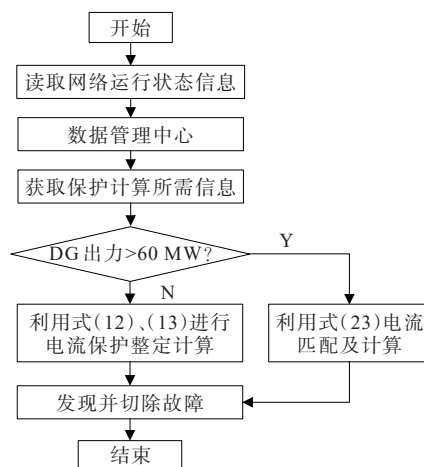 开始
读取网络运行状态信息
数据管理中心
获取保护计算所需信息
DG出力>60 MW?
Y
N
利用式(12)、(13)进行
电流保护整定计算
利用式(23)电流
匹配及计算
发现并切除故障
结束